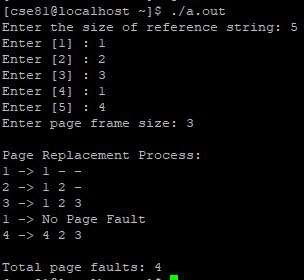 [cse81@localhost ~]$ ./a.out
Enter the size of reference string: 5
Enter [1] : 1
Enter [2] : 2
Enter [3] : 3
Enter [4] : 1
Enter [5] : 4
Enter page frame size: 3
Page Replacement Process:
1 -> 1 - -
2 -> 1 2 -
3 -> 1 2 3
1 -> No Page Fault
4 -> 4 2 3
Total page faults: 4